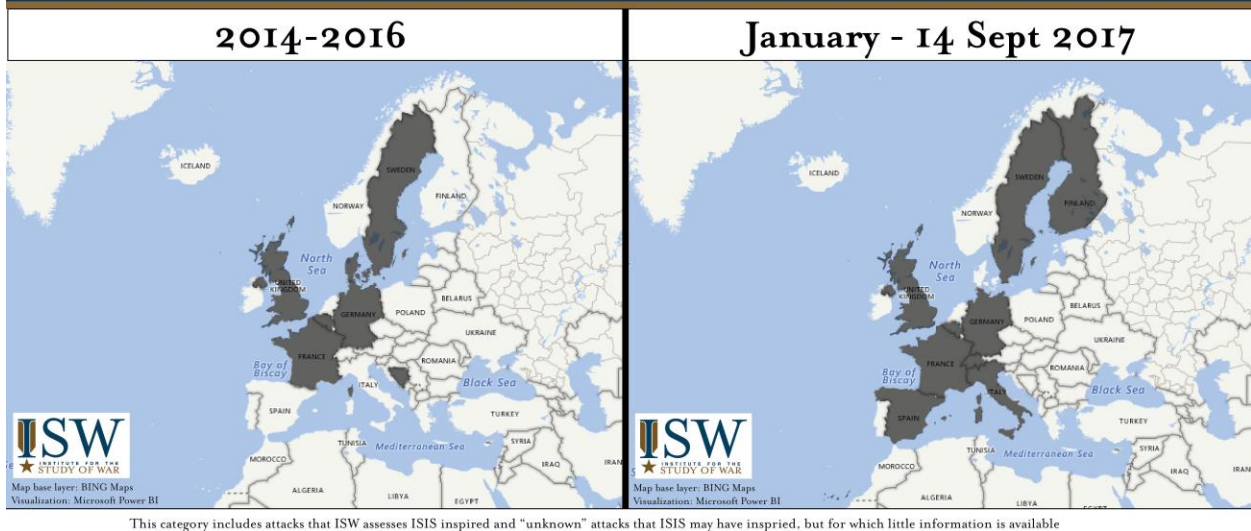 2014-2016
January - 14 Sept 2017
ICELAND
SWEDEN
FINLAND
NORWAY
North
Sea
UNITED
KINGDOM
BELARUS
POLAND
GERMANY
UKRAINE
FRANCE
Bay of
Biscay
ROMANIA
ITALY
Black Sea
SPAIN
TURKEY
Mediterranean Sea
TUNISIA
SYRIA
MOROCCO
IRAQ
ALGERIA
LIBYA
EGYPT
ISW
INSTITUTE FOR THE
STUDY OF WAR
Map base layer: BING Maps
Visualization: Microsoft Power BI
ICELAND
SWEDEN
FINLAND
NORWAY
North
Sea
UNITED
KINGDOM
BELARUS
POLAND
GERMANY
UKRAINE
FRANCE
Bay of
Biscay
ROMANIA
ITALY
Black Sea
SPAIN
TURKEY
Mediterranean Sea
TUNISIA
SYRIA
MOROCCO
IRAQ
IRAN
ALGERIA
LIBYA
EGYPT
ISW
INSTITUTE FOR THE
STUDY OF WAR
Map base layer: BING Maps
Visualization: Microsoft Power BI
This category includes attacks that ISW assesses ISIS inspired and “unknown” attacks that ISIS may have inspried, but for which little information is available